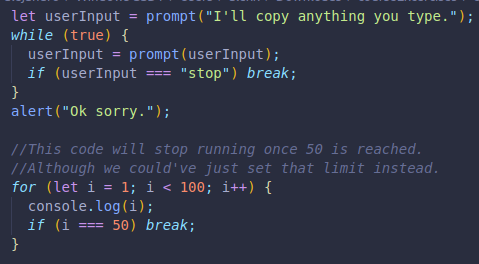 let userInput = prompt("I'll copy anything you type.");
while (true) {
  userInput = prompt(userInput);
  if (userInput === "stop") break;
}
alert("Ok sorry.");

//This code will stop running once 50 is reached.
//Although we could've just set that limit instead.
for (let i = 1; i < 100; i++) {
  console.log(i);
  if (i === 50) break;
}